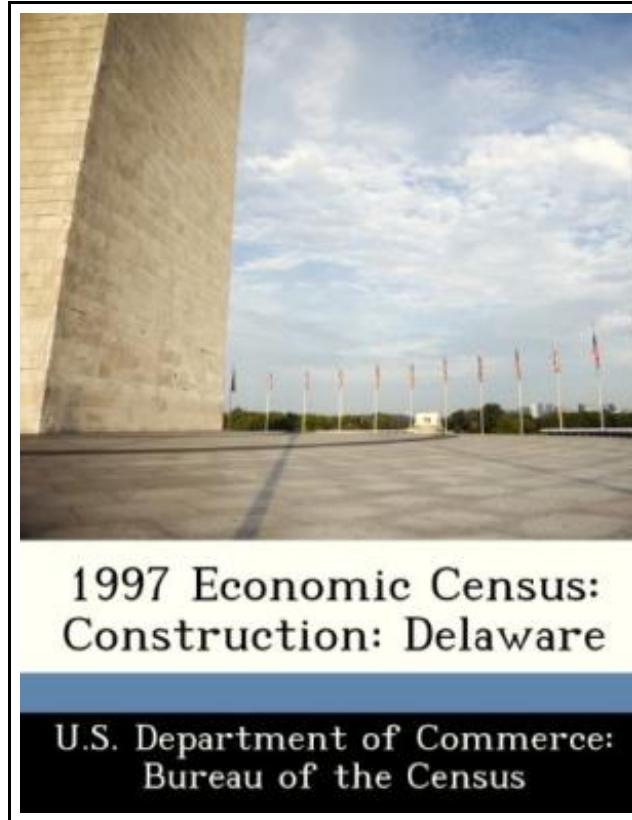 1997 Economic Census:
Construction: Delaware
U.S. Department of Commerce:
Bureau of the Census